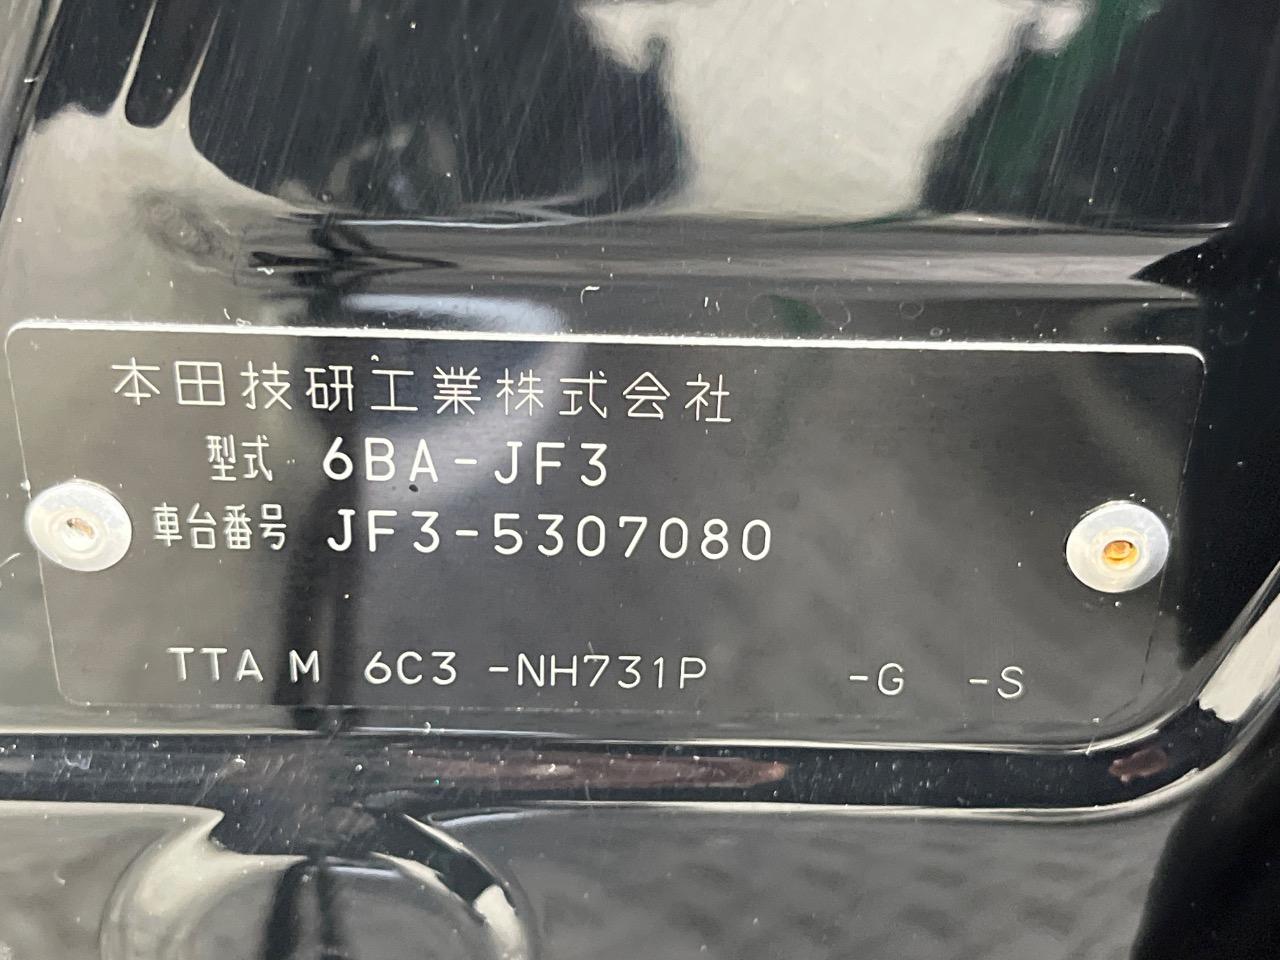 本田技研工業株式会社
型式 6BA-JF3
車台番号 JF3-5307080
TTA M 6C3 -NH731P -G -S